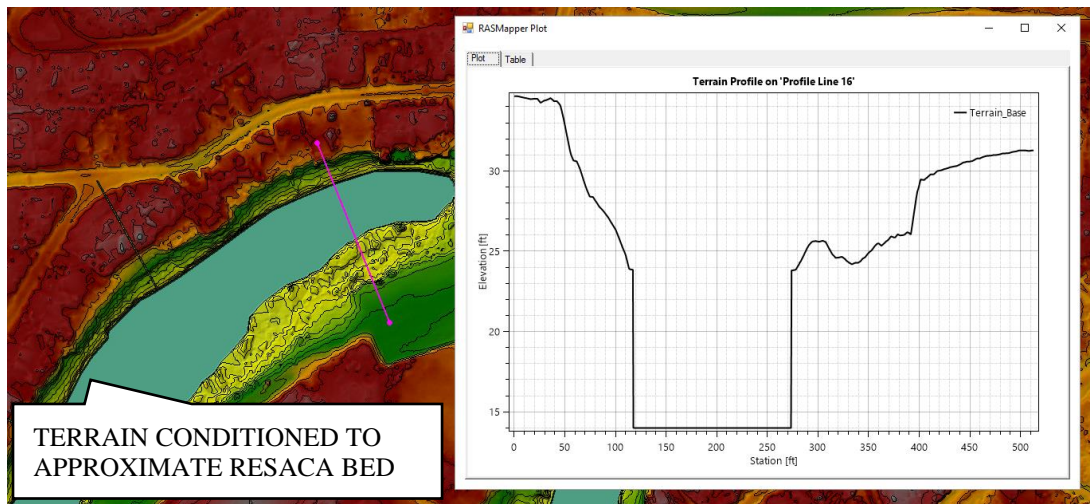 RASMapper Plot
Plot Table
Terrain Profile on 'Profile Line 16'
Terrain_Base
Elevation [ft]
30
25
20
15
0 50 100 150 200 250 300 350 400 450 500
Station [ft]
TERRAIN CONDITIONED TO
APPROXIMATE RESACA BED